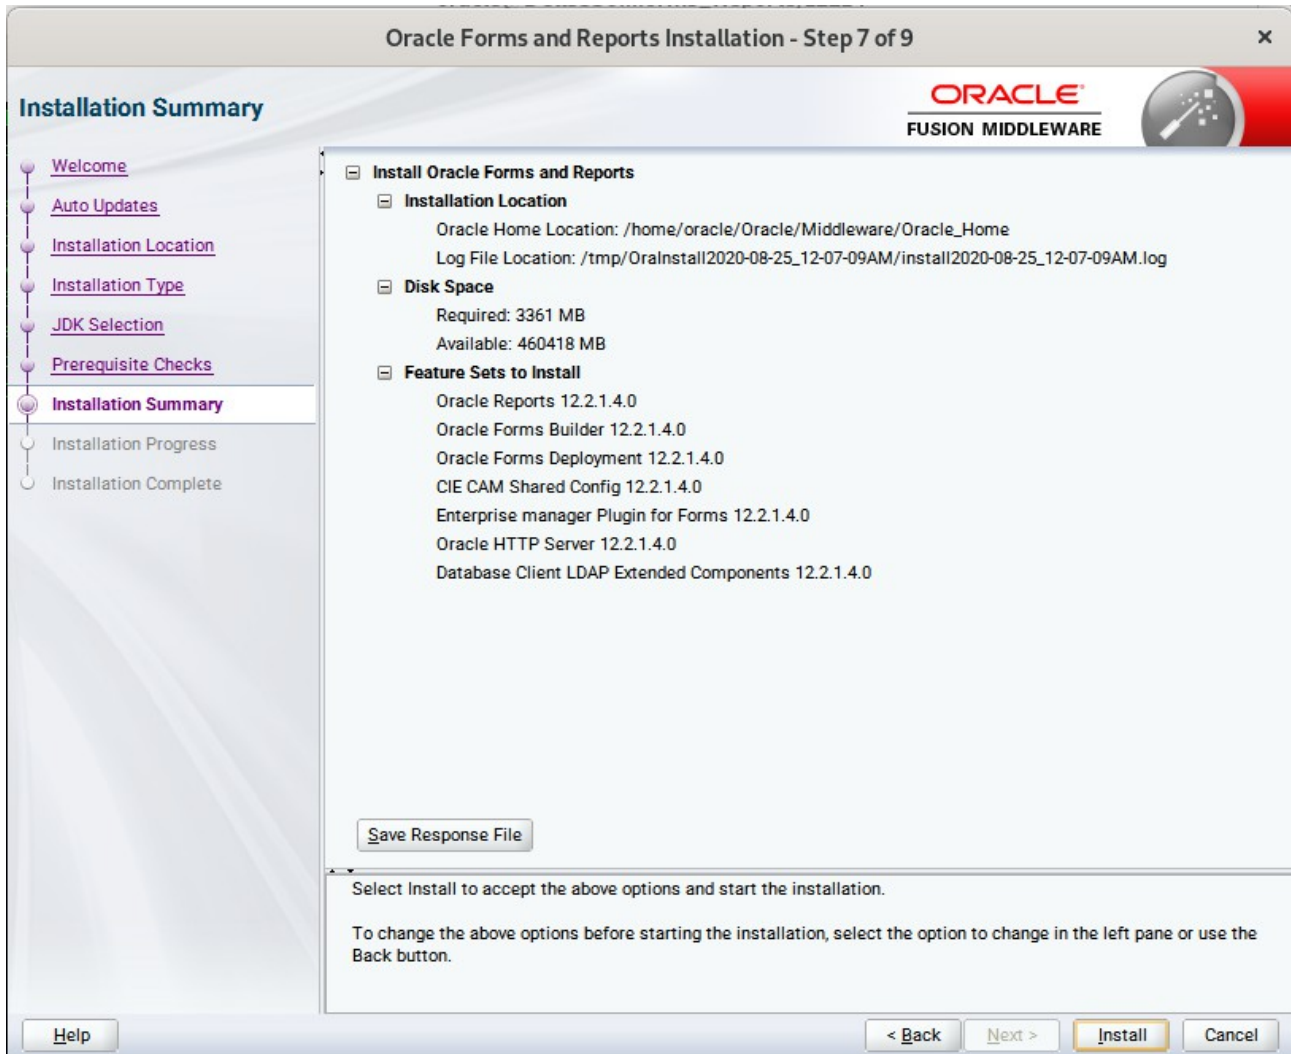 Oracle Forms and Reports Installation - Step 7 of 9
Installation Summary
ORACLE
FUSION MIDDLEWARE
Welcome
Auto Updates
Installation Location
Installation Type
JDK Selection
Prerequisite Checks
Installation Summary
Installation Progress
Installation Complete
Install Oracle Forms and Reports
Installation Location
Oracle Home Location: /home/oracle/Oracle/Middleware/Oracle_Home
Log File Location: /tmp/OraInstall2020-08-25_12-07-09AM/install2020-08-25_12-07-09AM.log
Disk Space
Required: 3361 MB
Available: 460418 MB
Feature Sets to Install
Oracle Reports 12.2.1.4.0
Oracle Forms Builder 12.2.1.4.0
Oracle Forms Deployment 12.2.1.4.0
CIE CAM Shared Config 12.2.1.4.0
Enterprise manager Plugin for Forms 12.2.1.4.0
Oracle HTTP Server 12.2.1.4.0
Database Client LDAP Extended Components 12.2.1.4.0
Save Response File
Select Install to accept the above options and start the installation.
To change the above options before starting the installation, select the option to change in the left pane or use the
Back button.
Help
< Back
Next >
Install
Cancel